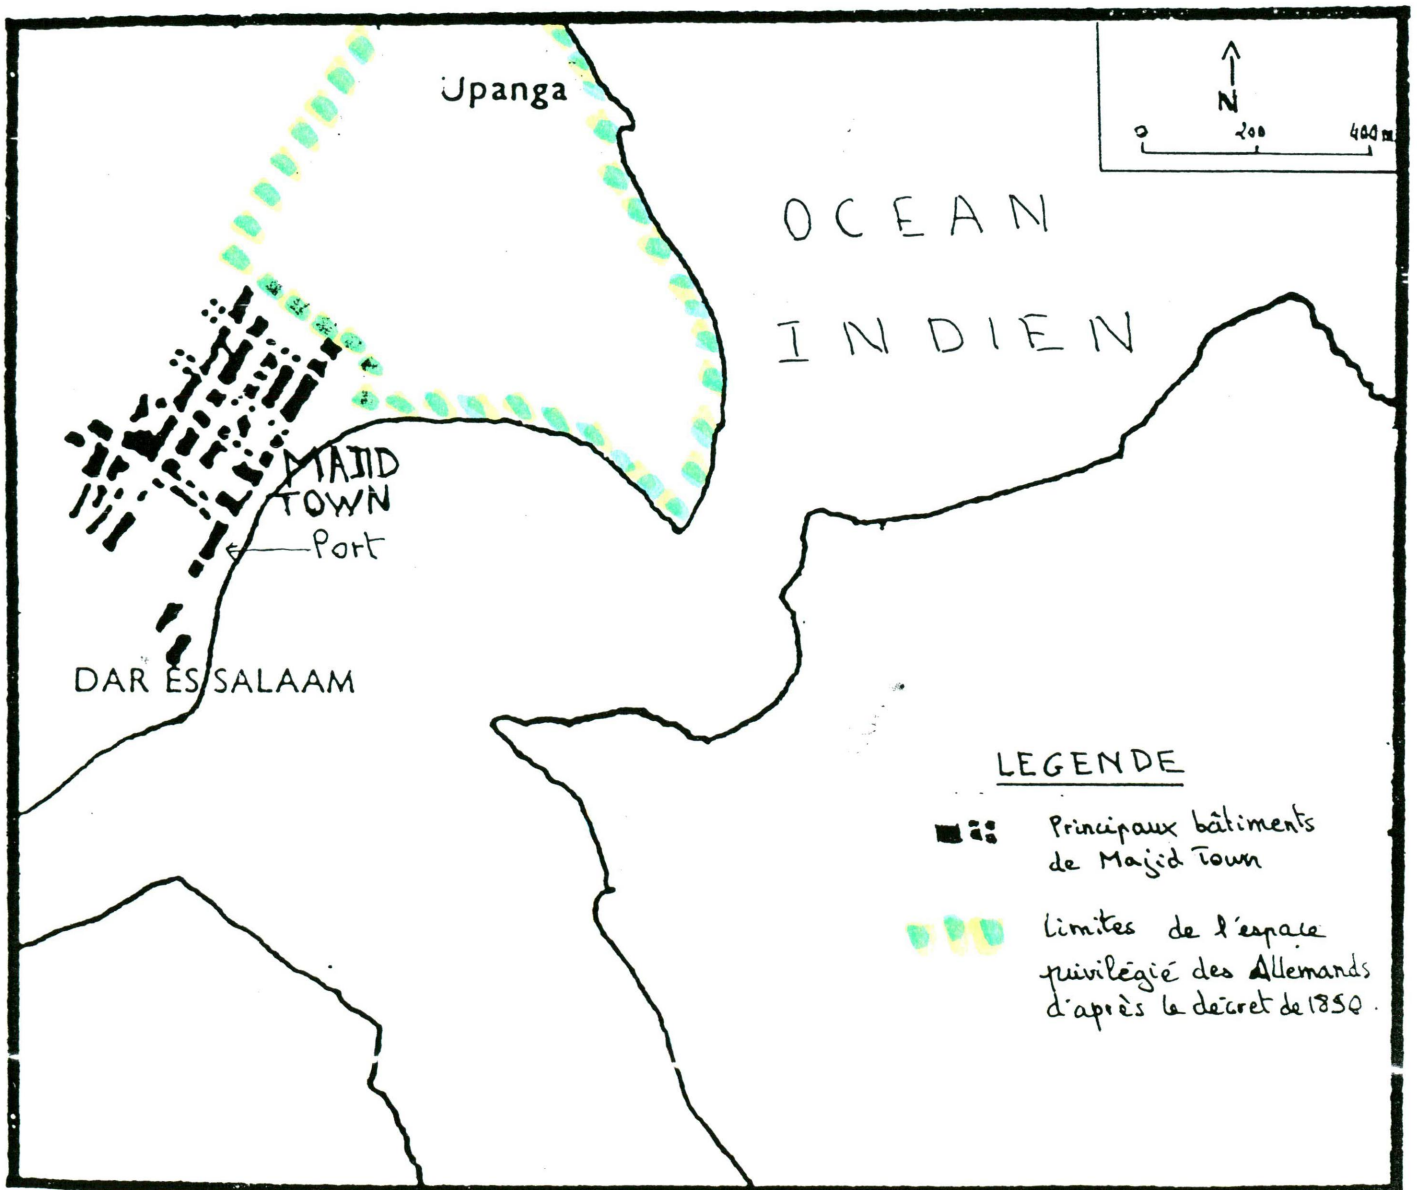 Upanga
N
0 200 400 m
OCEAN
INDIEN
MAJID
TOWN
Port
DAR ES SALAAM
LEGENDE
Principaux bâtiments
de Majid Town
Limites de l'espace
privilégié des Allemands
d'après le décret de 1890.